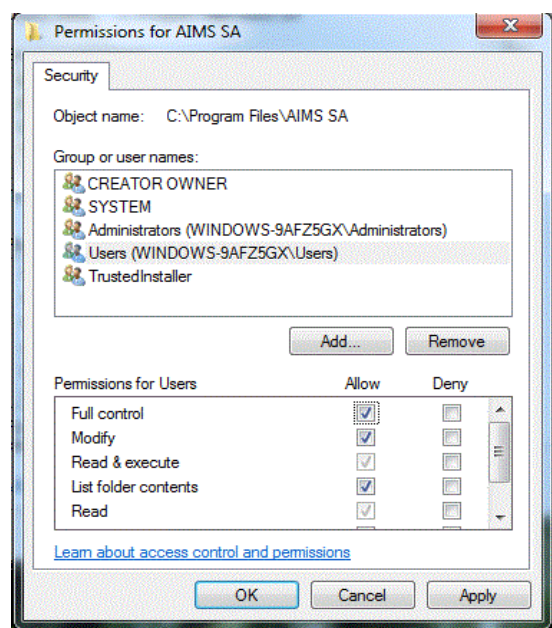 Permissions for AIMS SA
Security
Object name: C:\Program Files\AIMS SA
Group or user names:
CREATOR OWNER
SYSTEM
Administrators (WINDOWS-9AFZ5GX\Administrators)
Users (WINDOWS-9AFZ5GX\Users)
TrustedInstaller
Add... Remove
Permissions for Users Allow Deny
Full control
Modify
Read & execute
List folder contents
Read
Learn about access control and permissions
OK Cancel Apply